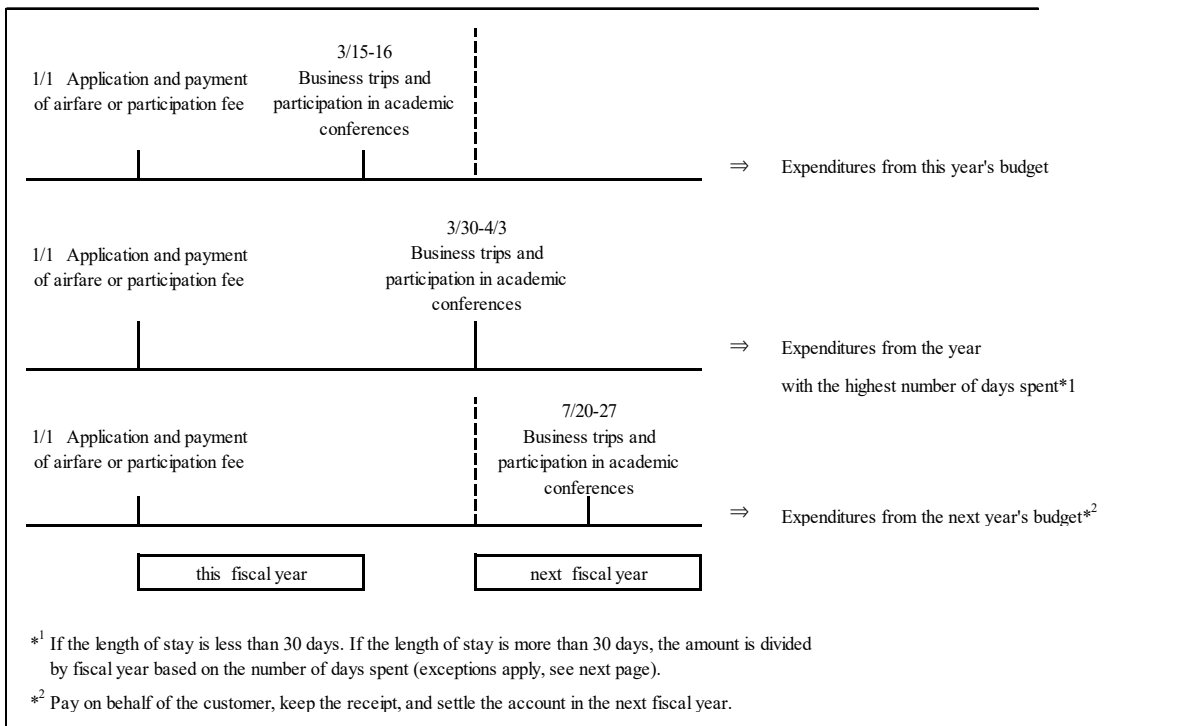 3/15-16
1/1 Application and payment
of airfare or participation fee
Business trips and
participation in academic
conferences
⇒ Expenditures from this year's budget
3/30-4/3
1/1 Application and payment
of airfare or participation fee
Business trips and
participation in academic
conferences
⇒ Expenditures from the year
with the highest number of days spent*1
7/20-27
1/1 Application and payment
of airfare or participation fee
Business trips and
participation in academic
conferences
⇒ Expenditures from the next year's budget*2
this fiscal year
next fiscal year
*1 If the length of stay is less than 30 days. If the length of stay is more than 30 days, the amount is divided
by fiscal year based on the number of days spent (exceptions apply, see next page).
*2 Pay on behalf of the customer, keep the receipt, and settle the account in the next fiscal year.